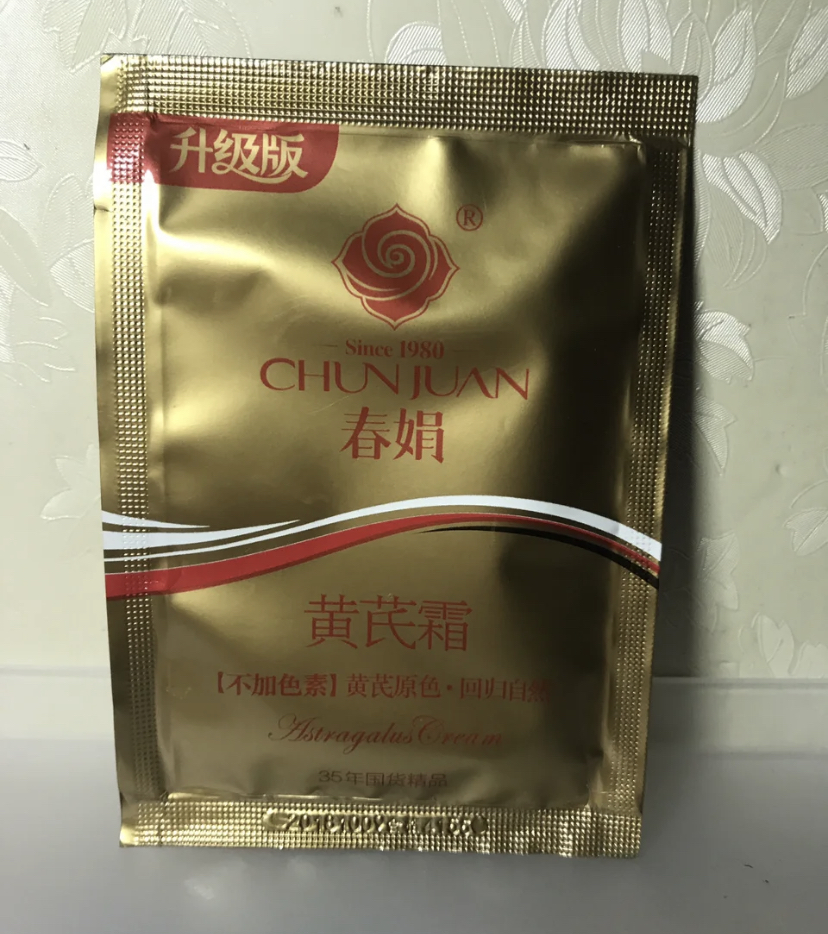 升级版
®
Since 1980
CHUN JUAN
春娟
黄芪霜
【不加色素】黄芪原色·回归自然
Astragalus Cream
35年国货精品